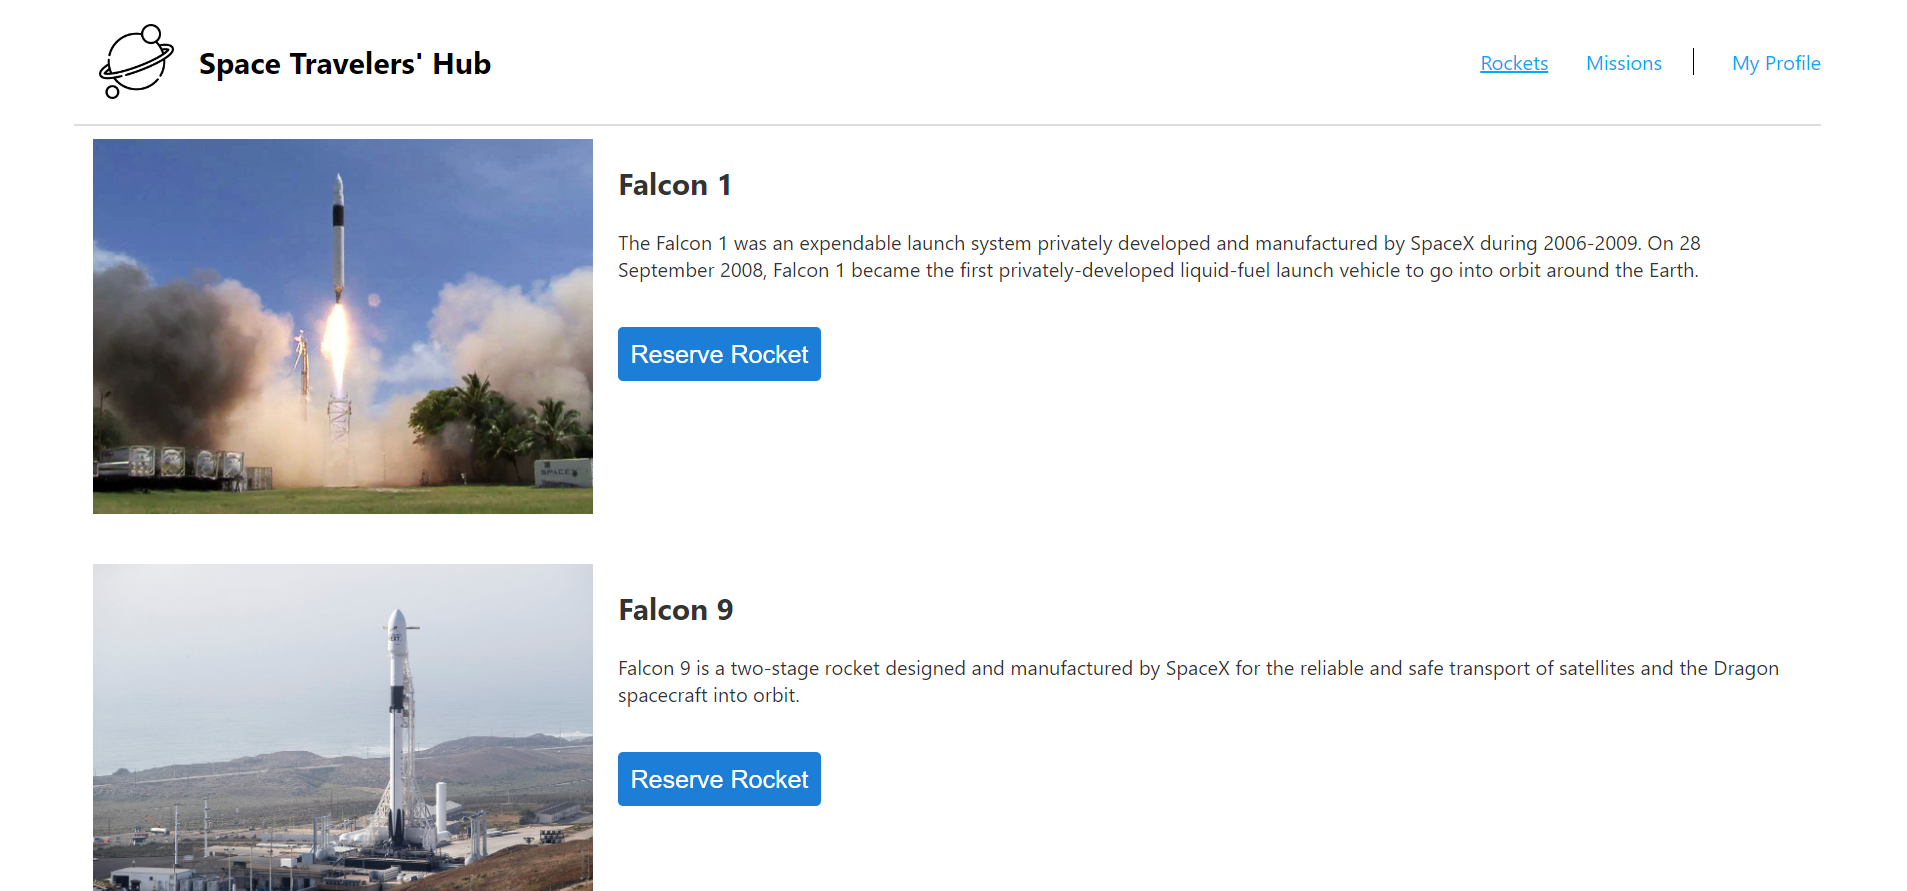 Space Travelers' Hub
Rockets
Missions
My Profile
Falcon 1
The Falcon 1 was an expendable launch system privately developed and manufactured by SpaceX during 2006-2009. On 28
September 2008, Falcon 1 became the first privately-developed liquid-fuel launch vehicle to go into orbit around the Earth.
Reserve Rocket
SPACEX
Falcon 9
Falcon 9 is a two-stage rocket designed and manufactured by SpaceX for the reliable and safe transport of satellites and the Dragon
spacecraft into orbit.
Reserve Rocket